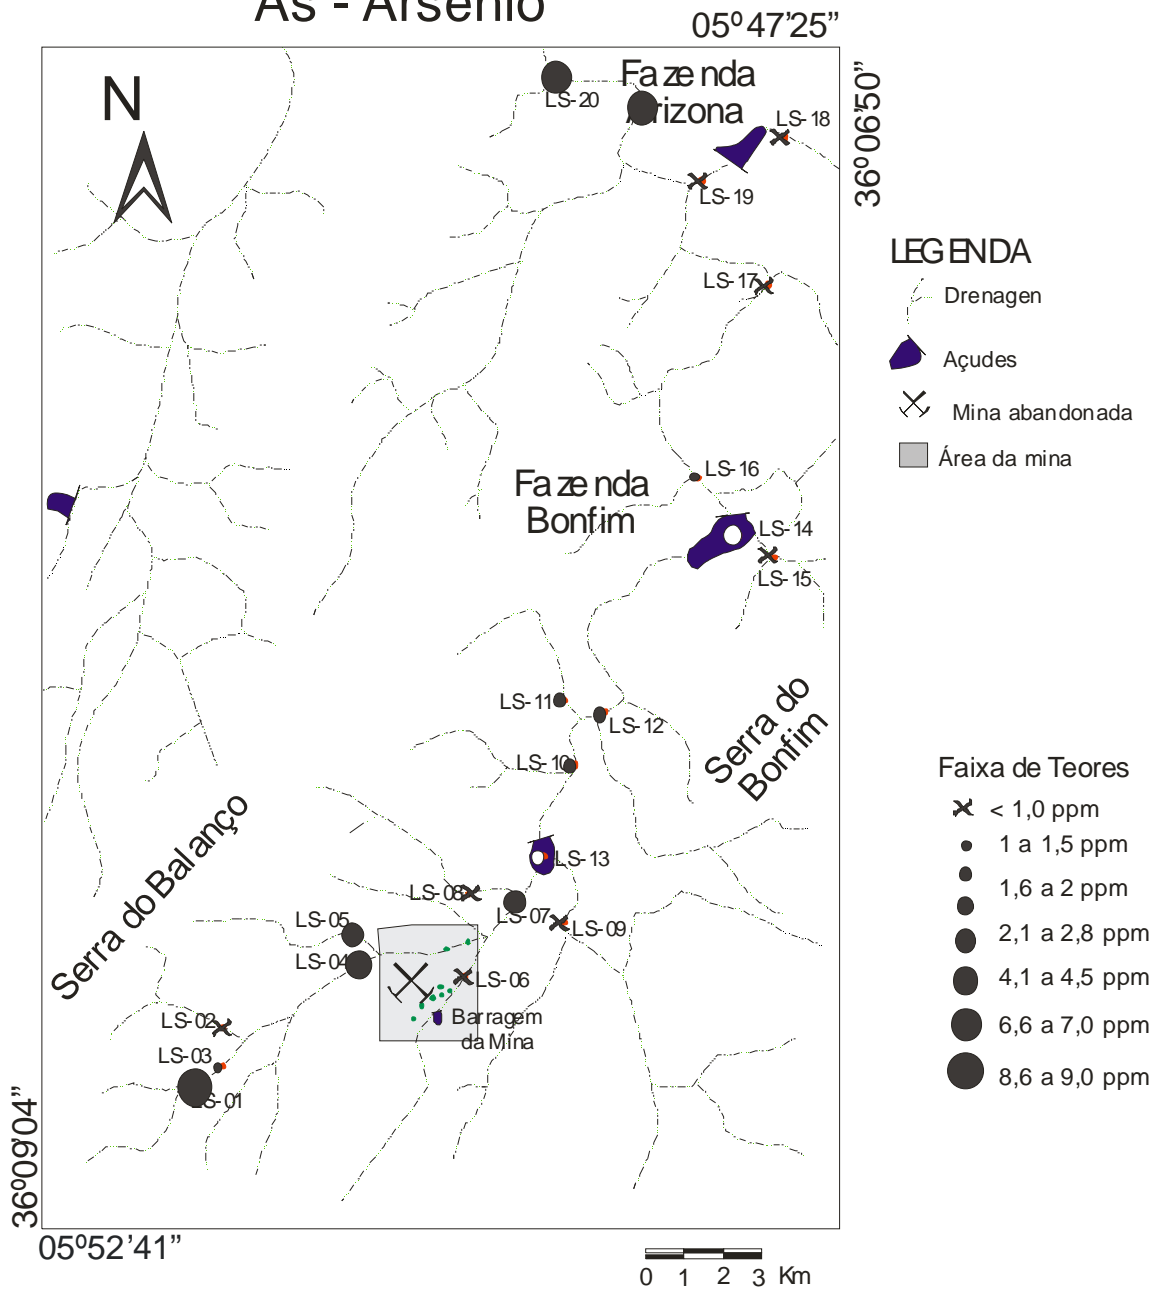 As - Arsênio
05º47'25"
36º06'50"
N
Fazenda
Arizona
LS-20
LS-18
LS-19
LS-17
LEGENDA
Drenagen
Açudes
Mina abandonada
Área da mina
LS-16
Fazenda
Bonfim
LS-14
LS-15
LS-11
LS-12
LS-10
Serra do
Bonfim
Serra do Balanço
LS-13
LS-08
LS-07
LS-09
LS-05
LS-04
LS-06
Barragem
da Mina
LS-02
LS-03
LS-01
Faixa de Teores
< 1,0 ppm
1 a 1,5 ppm
1,6 a 2 ppm
2,1 a 2,8 ppm
4,1 a 4,5 ppm
6,6 a 7,0 ppm
8,6 a 9,0 ppm
36º09'04"
05º52'41"
0 1 2 3 Km